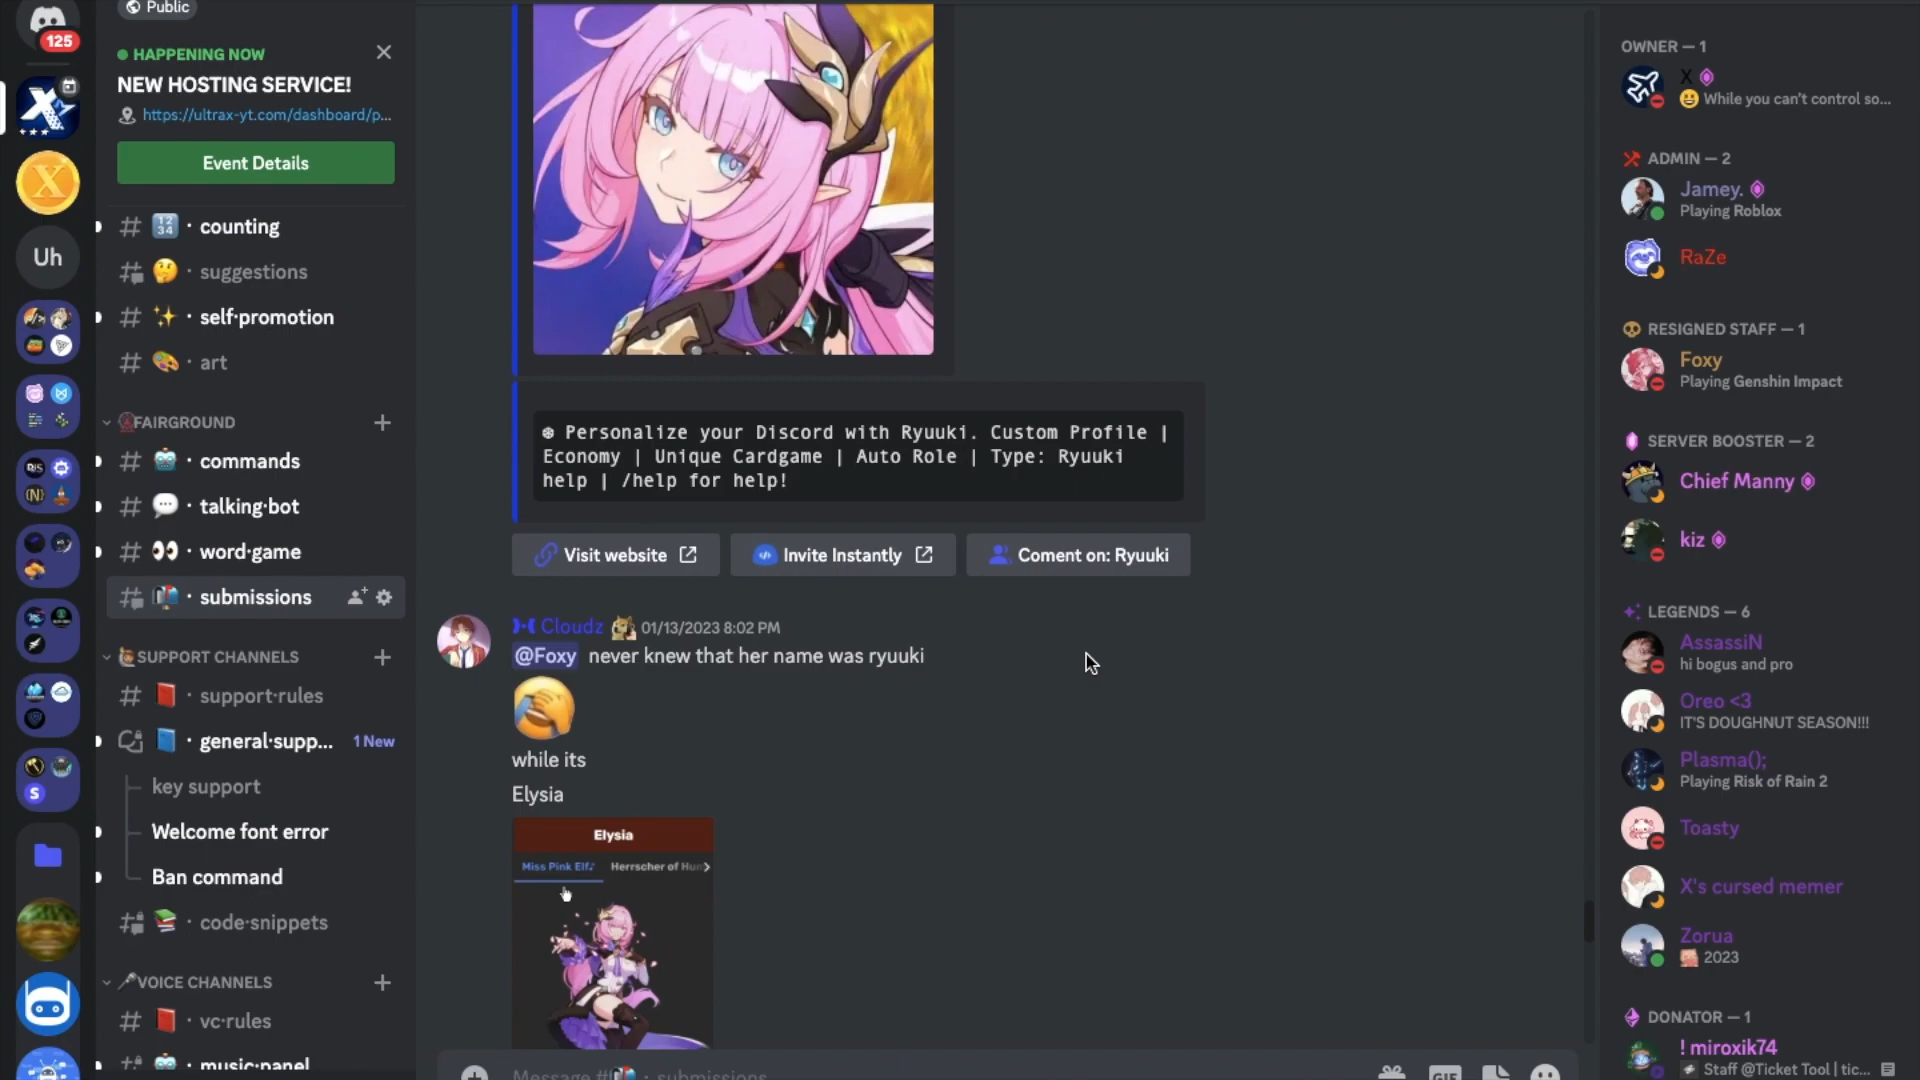 125
Public
HAPPENING NOW
NEW HOSTING SERVICE!
https://ultrax-yt.com/dashboard/p...
Event Details
Uh
# 1234 · counting
# · suggestions
# · self·promotion
# · art
FAIRGROUND
# · commands
# · talking·bot
# · word·game
# · submissions
SUPPORT CHANNELS
# · support·rules
· general·supp... 1 New
key support
Welcome font error
Ban command
# · code·snippets
VOICE CHANNELS
# · vc·rules
# · music·panel
Personalize your Discord with Ryuuki. Custom Profile |
Economy | Unique Cardgame | Auto Role | Type: Ryuuki
help | /help for help!
Visit website
Invite Instantly
Coment on: Ryuuki
Cloudz 01/13/2023 8:02 PM
@Foxy never knew that her name was ryuuki
while its
Elysia
Elysia
Miss Pink Elf♪ Herrscher of Hum
Message # · submissions
GIF
OWNER — 1
X
While you can't control so...
ADMIN — 2
Jamey.
Playing Roblox
RaZe
RESIGNED STAFF — 1
Foxy
Playing Genshin Impact
SERVER BOOSTER — 2
Chief Manny
kiz
LEGENDS — 6
AssassiN
hi bogus and pro
Oreo <3
IT'S DOUGHNUT SEASON!!!
Plasma();
Playing Risk of Rain 2
Toasty
X's cursed memer
Zorua
2023
DONATOR — 1
! miroxik74
Staff @Ticket Tool | tic...